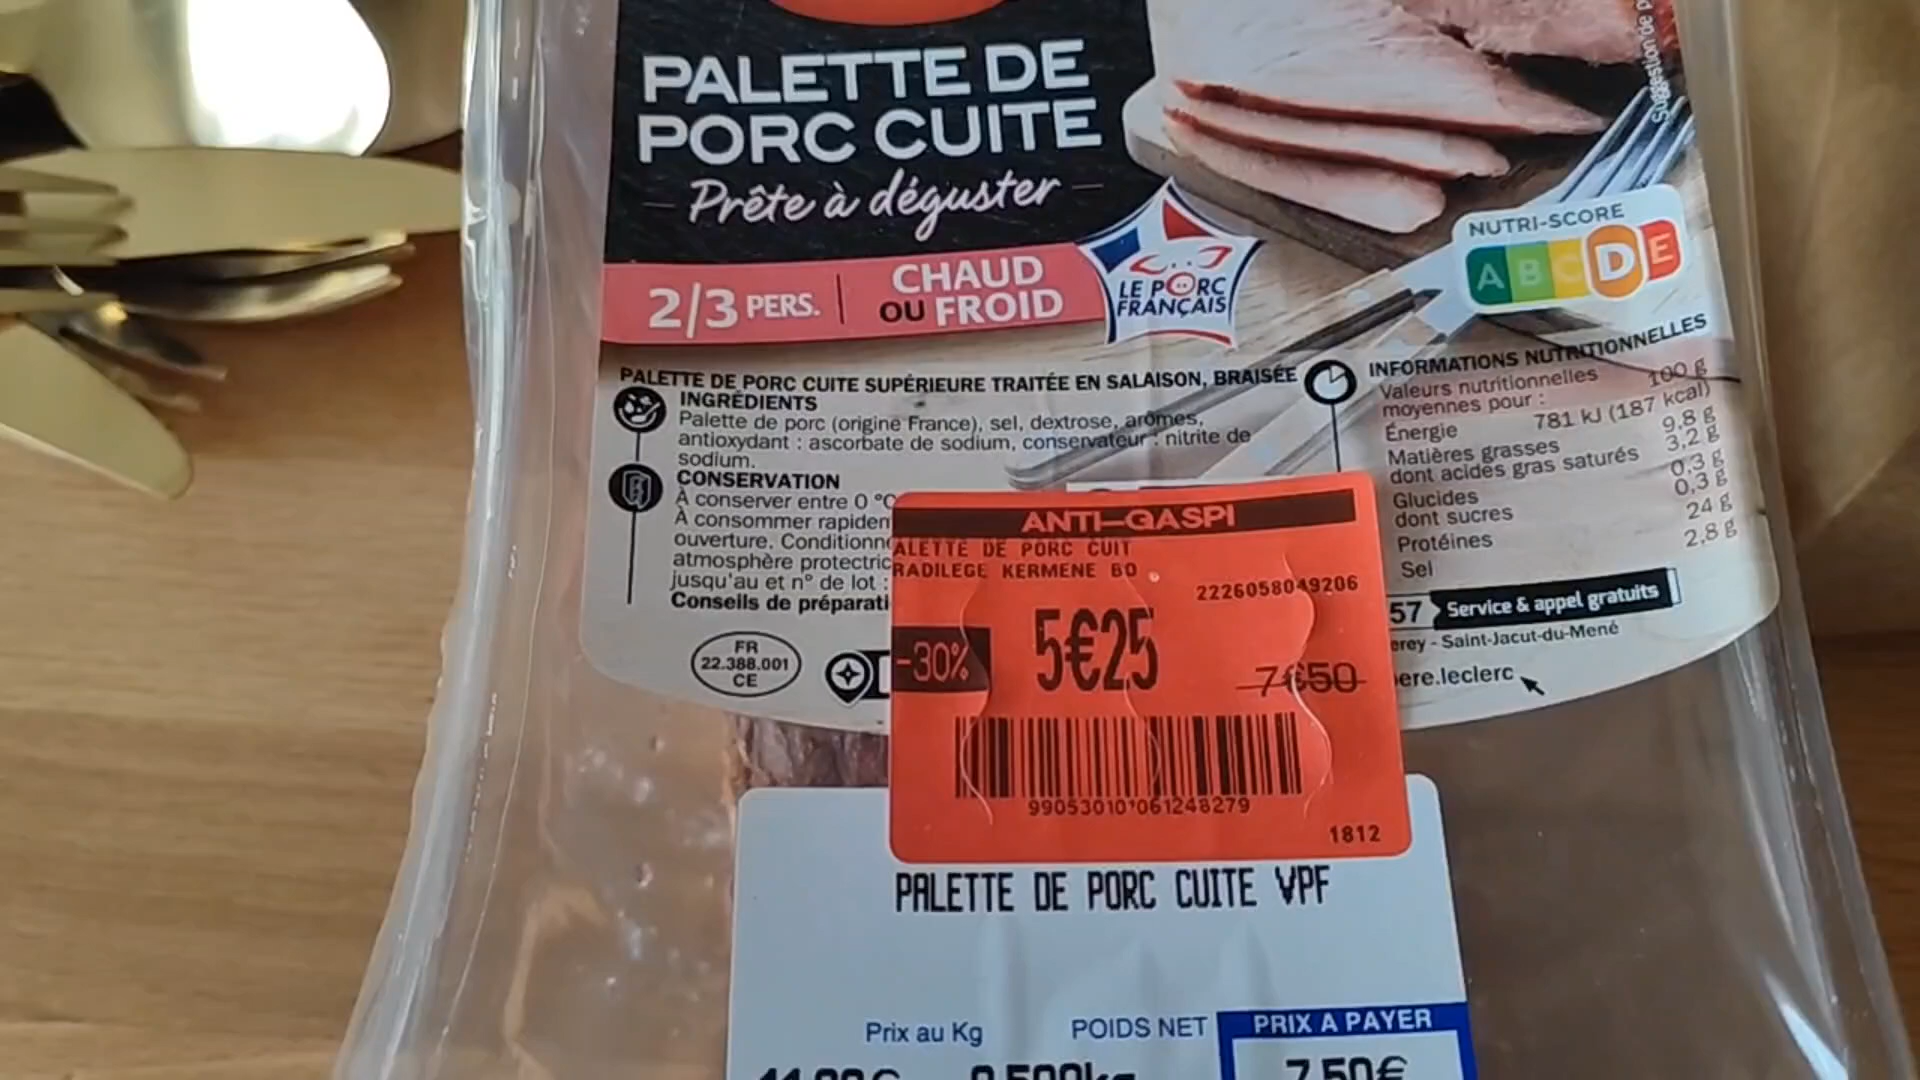 PALETTE DE
PORC CUITE
Prête à déguster
Suggestion de
2/3 PERS.
CHAUD
OU FROID
LE PORC
FRANÇAIS
NUTRI-SCORE
A B C D E
PALETTE DE PORC CUITE SUPÉRIEURE TRAITÉE EN SALAISON, BRAISÉE
INGRÉDIENTS
Palette de porc (origine France), sel, dextrose, arômes,
antioxydant : ascorbate de sodium, conservateur : nitrite de
sodium.
CONSERVATION
À conserver entre 0 °C
À consommer rapiden
ouverture. Conditionn
atmosphère protectric
jusqu'au et n° de lot :
Conseils de préparati
FR
22.388.001
CE
INFORMATIONS NUTRITIONNELLES
Valeurs nutritionnelles
moyennes pour : 100 g
Énergie 781 kJ (187 kcal)
Matières grasses 9,8 g
dont acides gras saturés 3,2 g
Glucides 0,3 g
dont sucres 0,3 g
Protéines 24 g
Sel 2,8 g
57 Service & appel gratuits
erey - Saint-Jacut-du-Mené
ere.leclerc
ANTI-GASPI
ALETTE DE PORC CUIT
RADILEGE KERMENE BO
2226058049206
-30%
5€25
7€50
990530101061248279
1812
PALETTE DE PORC CUITE VPF
Prix au Kg
POIDS NET
PRIX A PAYER
7,50€